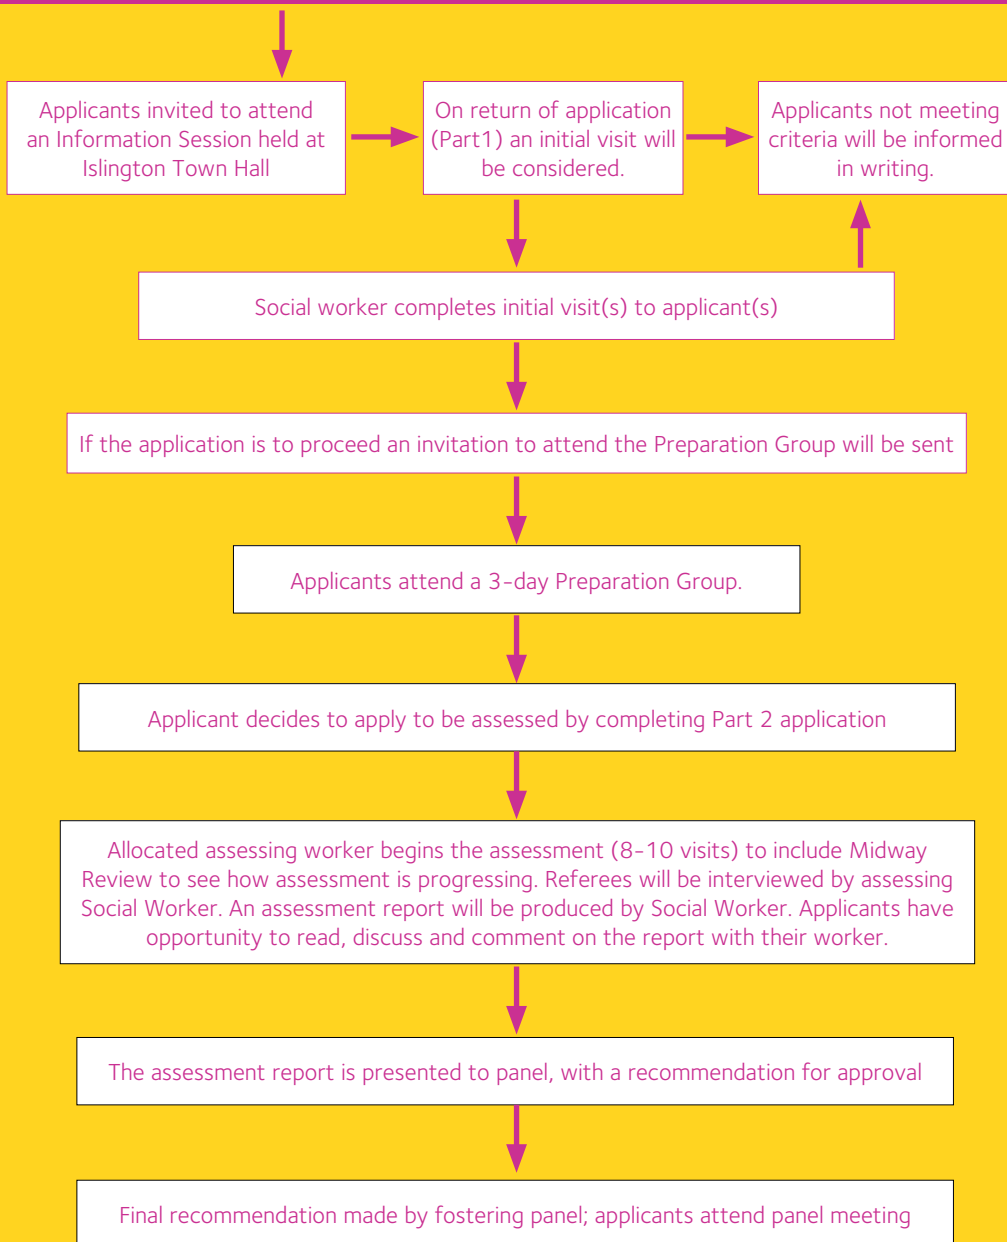 Applicants invited to attend
an Information Session held at
Islington Town Hall
On return of application
(Part1) an initial visit will
be considered.
Applicants not meeting
criteria will be informed
in writing.
Social worker completes initial visit(s) to applicant(s)
If the application is to proceed an invitation to attend the Preparation Group will be sent
Applicants attend a 3-day Preparation Group.
Applicant decides to apply to be assessed by completing Part 2 application
Allocated assessing worker begins the assessment (8-10 visits) to include Midway
Review to see how assessment is progressing. Referees will be interviewed by assessing
Social Worker. An assessment report will be produced by Social Worker. Applicants have
opportunity to read, discuss and comment on the report with their worker.
The assessment report is presented to panel, with a recommendation for approval
Final recommendation made by fostering panel; applicants attend panel meeting